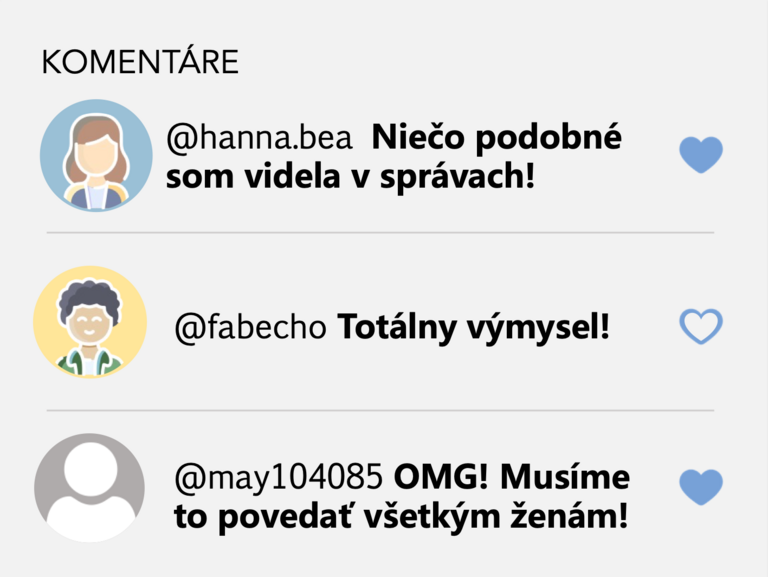 KOMENTÁRE
@hanna.bea Niečo podobné
som videla v správach!
@fabecho Totálny výmysel!
@may104085 OMG! Musíme
to povedať všetkým ženám!